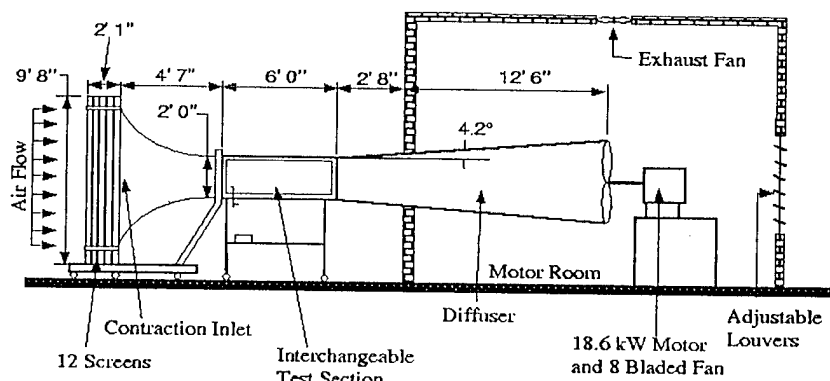 2' 1"
Exhaust Fan
9' 8"
4' 7"
6' 0"
2' 8"
12' 6"
2' 0"
4.2°
Air Flow
Motor Room
Contraction Inlet
Diffuser
Adjustable
Louvers
12 Screens
Interchangeable
Test Section
18.6 kW Motor
and 8 Bladed Fan